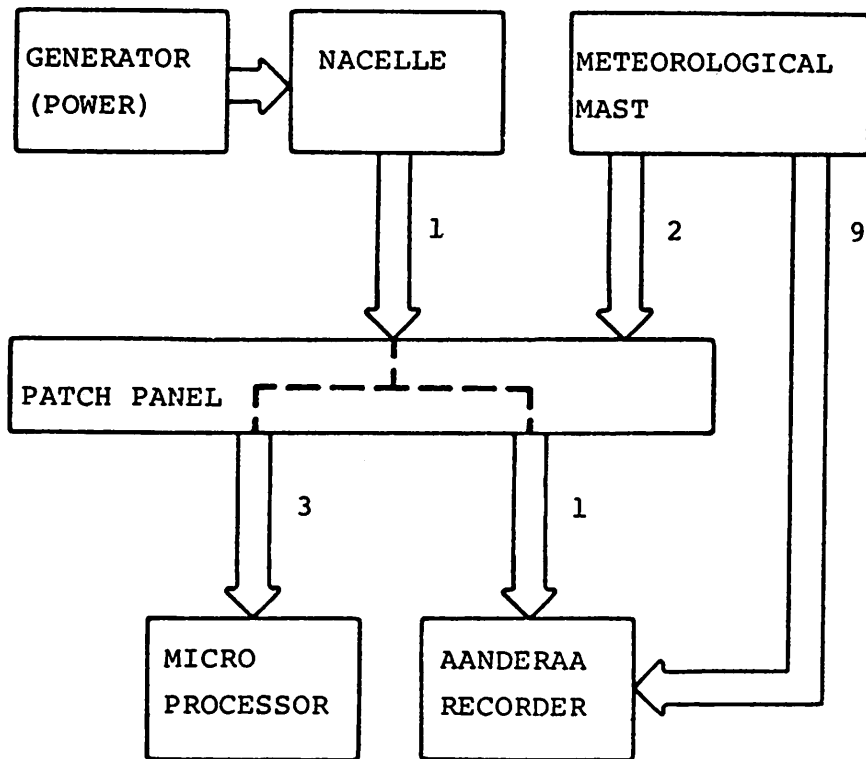 GENERATOR
(POWER)
NACELLE
METEOROLOGICAL
MAST
1
2
9
PATCH PANEL
3
1
MICRO
PROCESSOR
AANDERAA
RECORDER